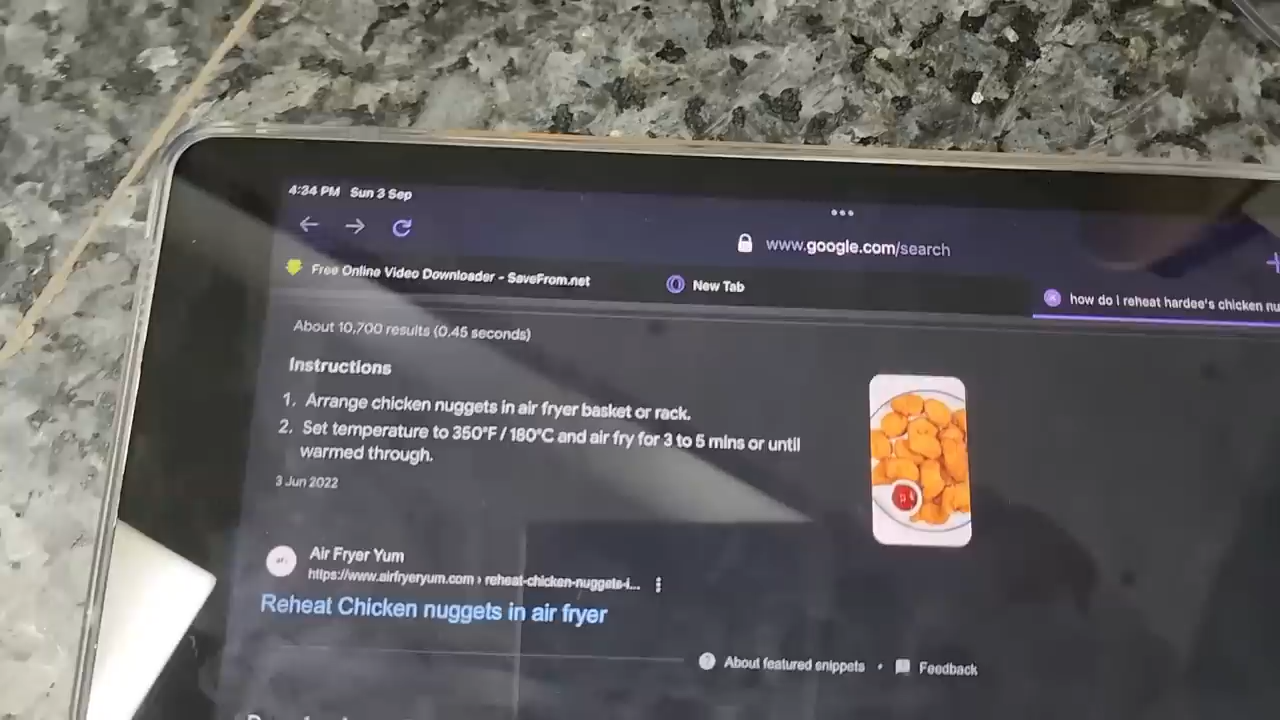 4:34 PM Sun 3 Sep
www.google.com/search
Free Online Video Downloader - SaveFrom.net
New Tab
how do I reheat hardee's chicken nu
About 10,700 results (0.45 seconds)
Instructions
1. Arrange chicken nuggets in air fryer basket or rack.
2. Set temperature to 350°F / 180°C and air fry for 3 to 5 mins or until
warmed through.
3 Jun 2022
Air Fryer Yum
https://www.airfryeryum.com › reheat-chicken-nuggets-i...
Reheat Chicken nuggets in air fryer
About featured snippets • Feedback